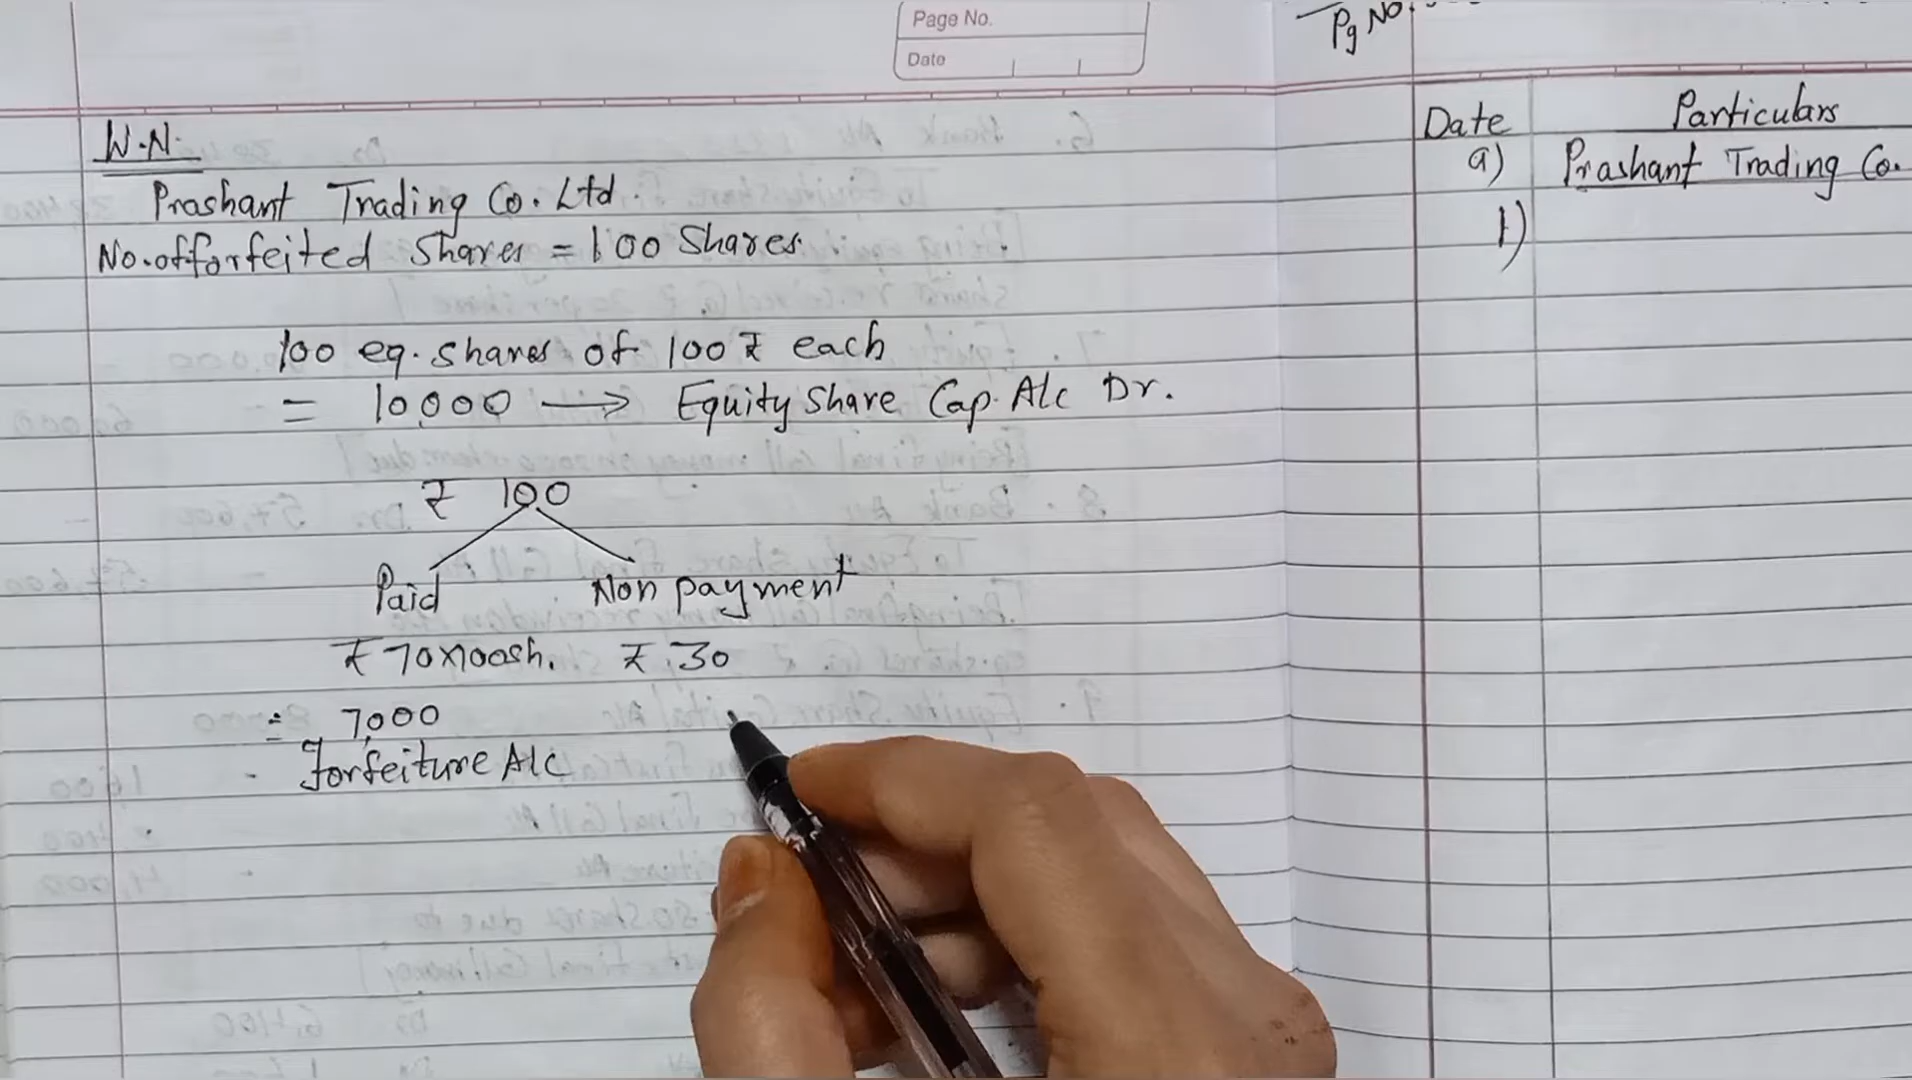 Page No.
Date
Pg No.
W.N.
Prashant Trading Co. Ltd.
No. of forfeited Shares = 100 Shares.
100 eq. shares of 100 ₹ each
= 10,000 → Equity Share Cap. A/c Dr.
₹ 100
Paid Non payment
₹ 70x100sh. ₹ 30
= 7,000
forfeiture A/c
Date Particulars
a) Prashant Trading Co.
1)